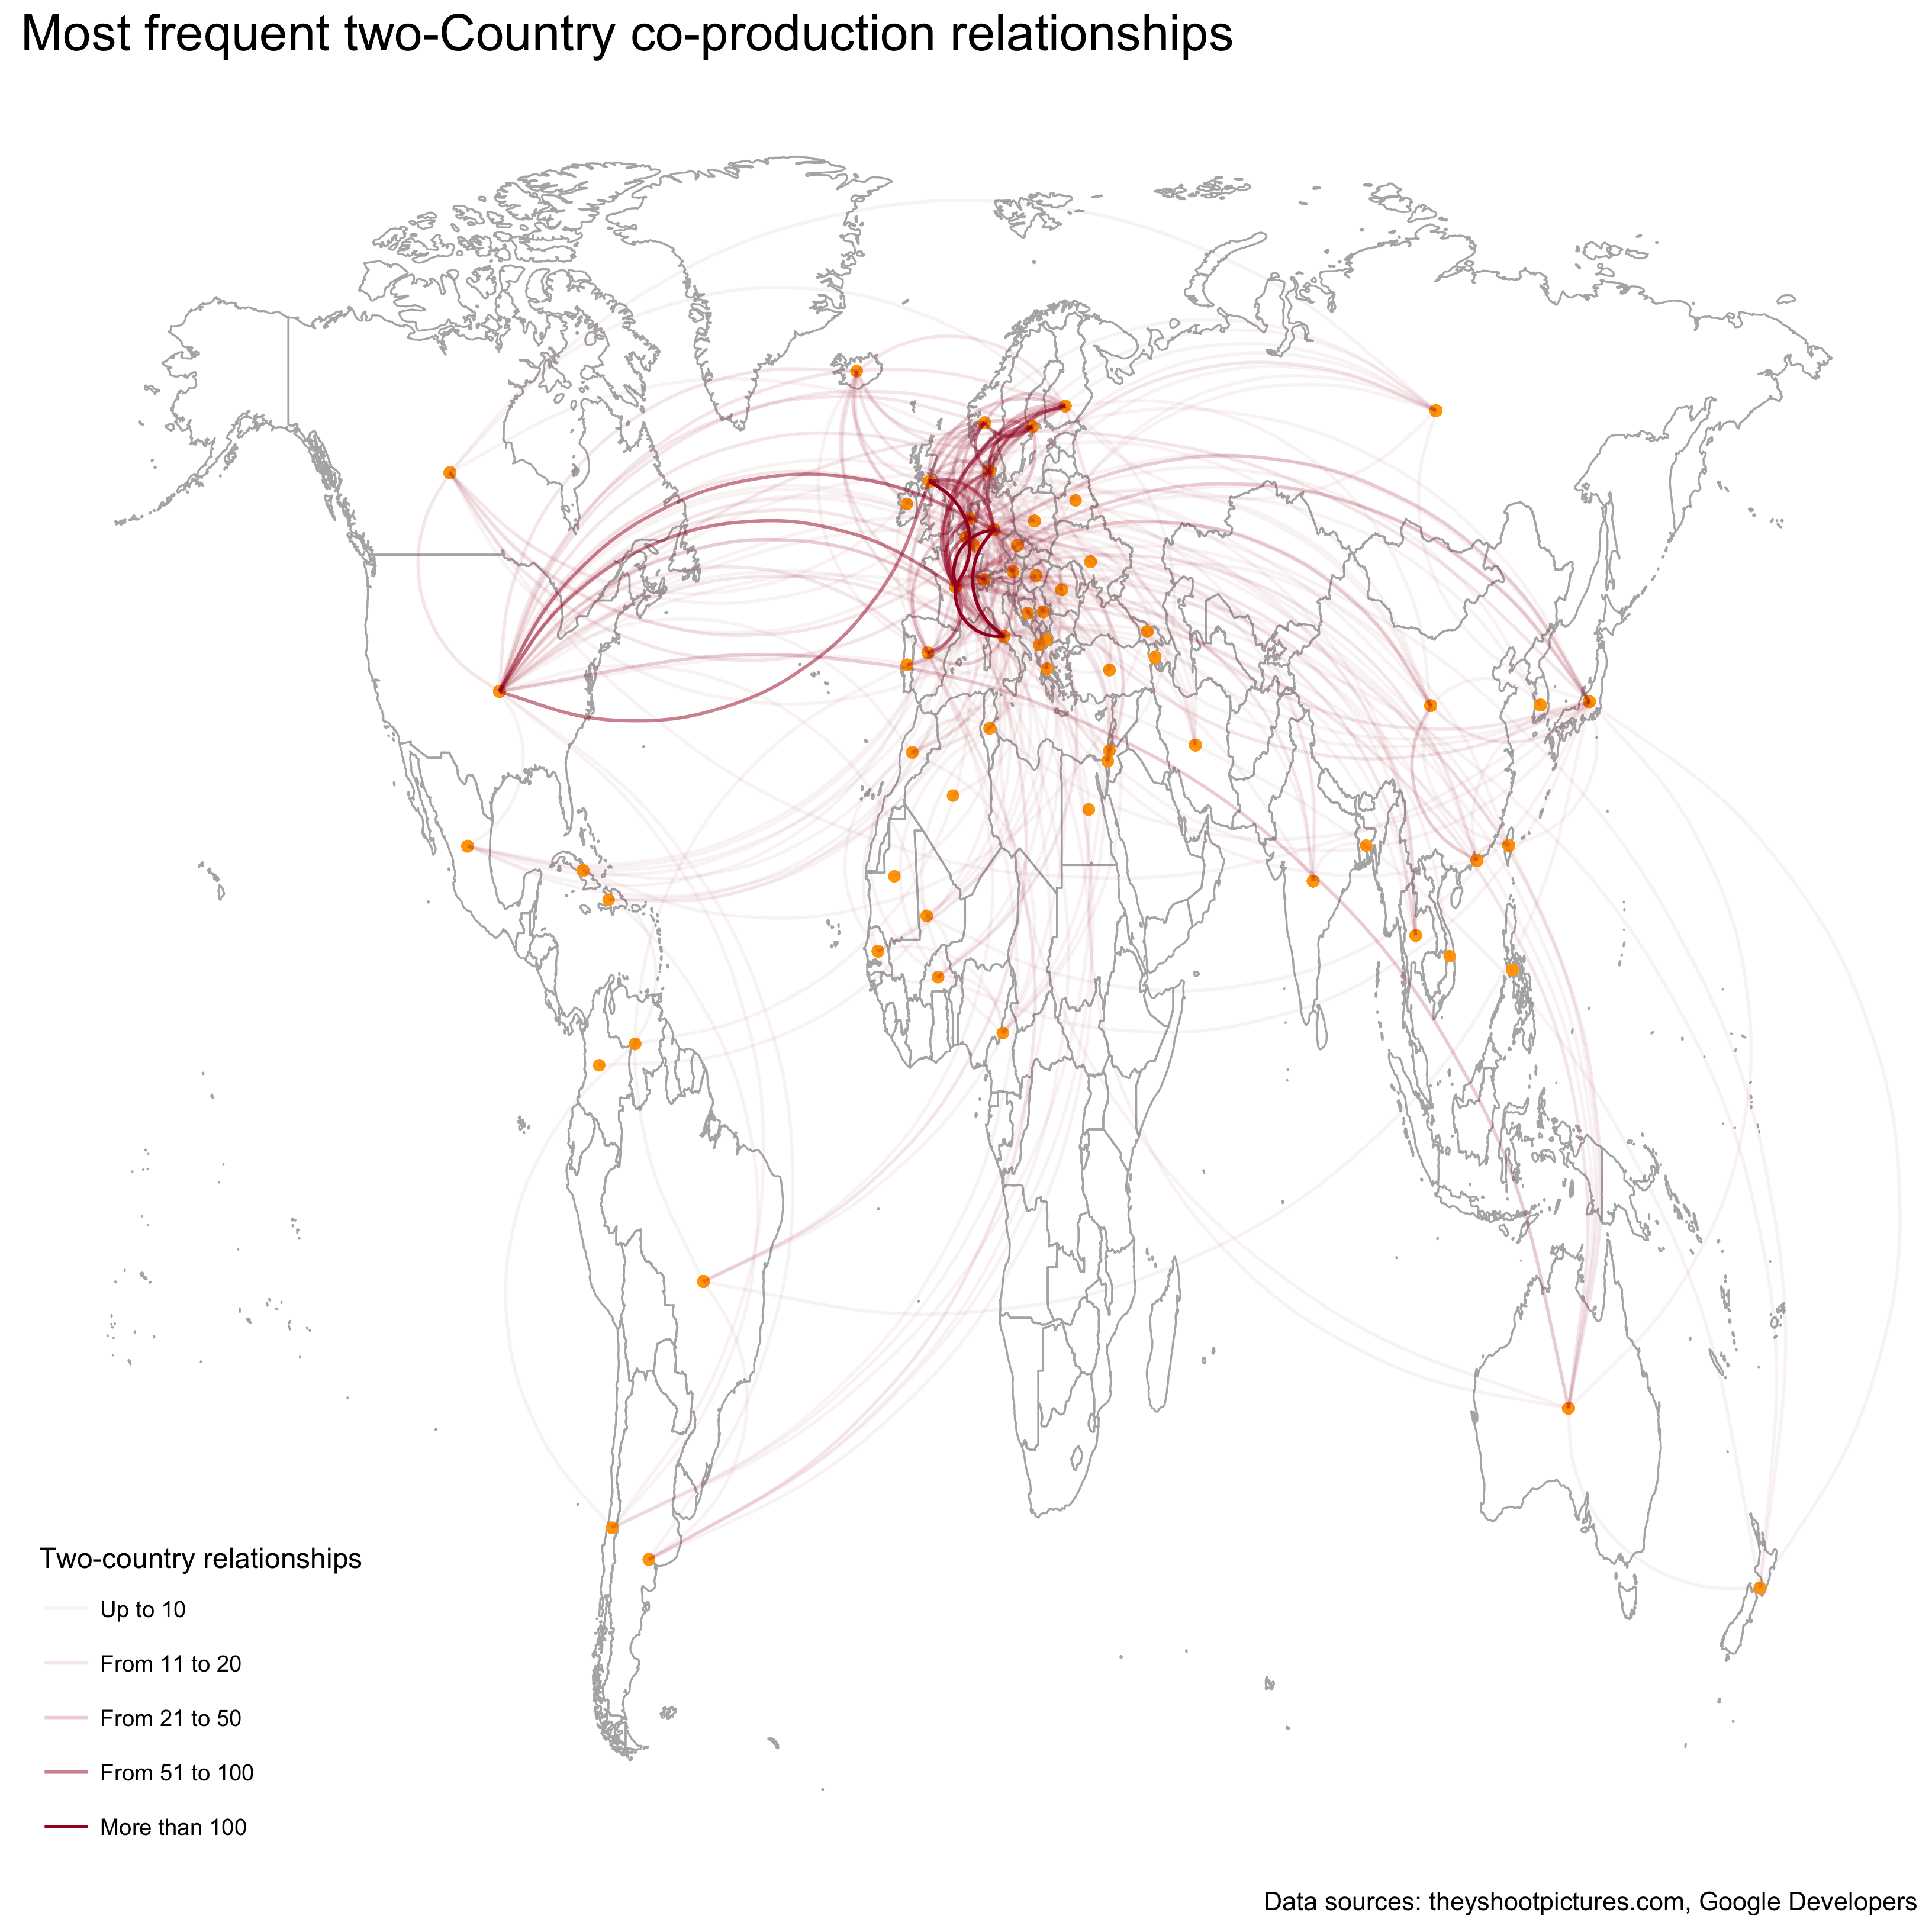 Most frequent two-Country co-production relationships
Two-country relationships
Up to 10
From 11 to 20
From 21 to 50
From 51 to 100
More than 100
Data sources: theyshootpictures.com, Google Developers